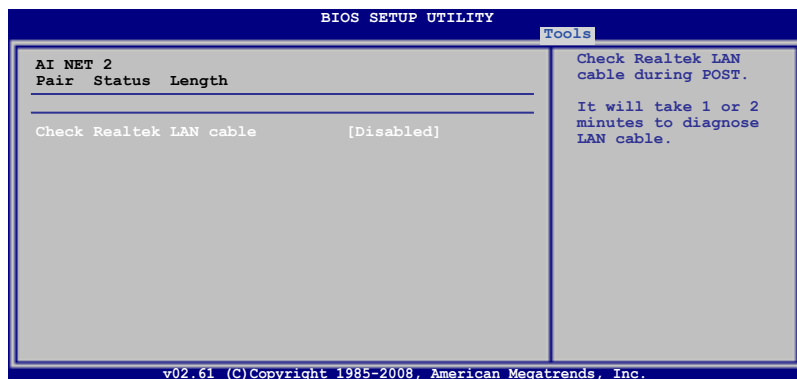 BIOS SETUP UTILITY
Tools
AI NET 2
Pair Status Length
Check Realtek LAN cable [Disabled]
Check Realtek LAN
cable during POST.
It will take 1 or 2
minutes to diagnose
LAN cable.
v02.61 (C)Copyright 1985-2008, American Megatrends, Inc.